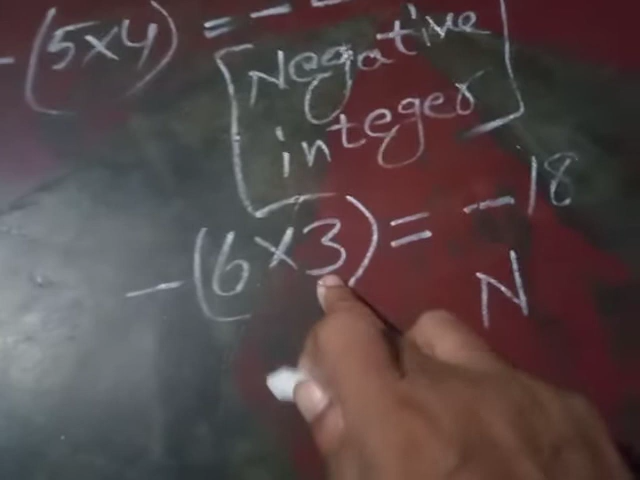 -(5×4) = -
[Negative
integer]
-(6×3) = -18
N